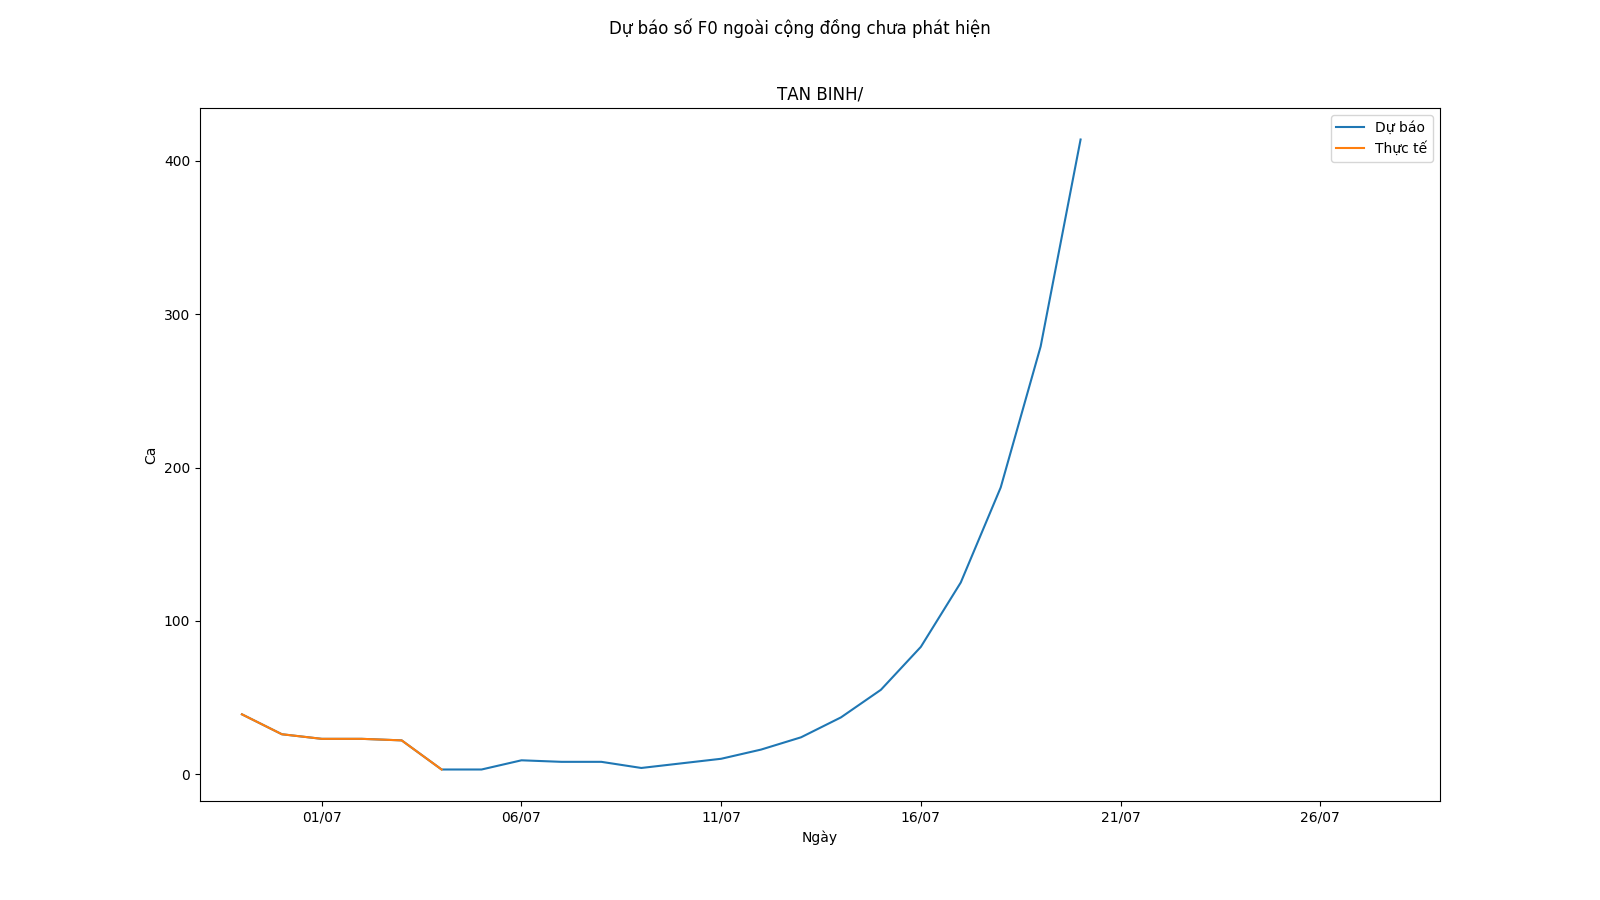 Dự báo số F0 ngoài cộng đồng chưa phát hiện
TAN BINH/
Dự báo
Thực tế
400
300
200
100
0
Ca
01/07
06/07
11/07
16/07
21/07
26/07
Ngày